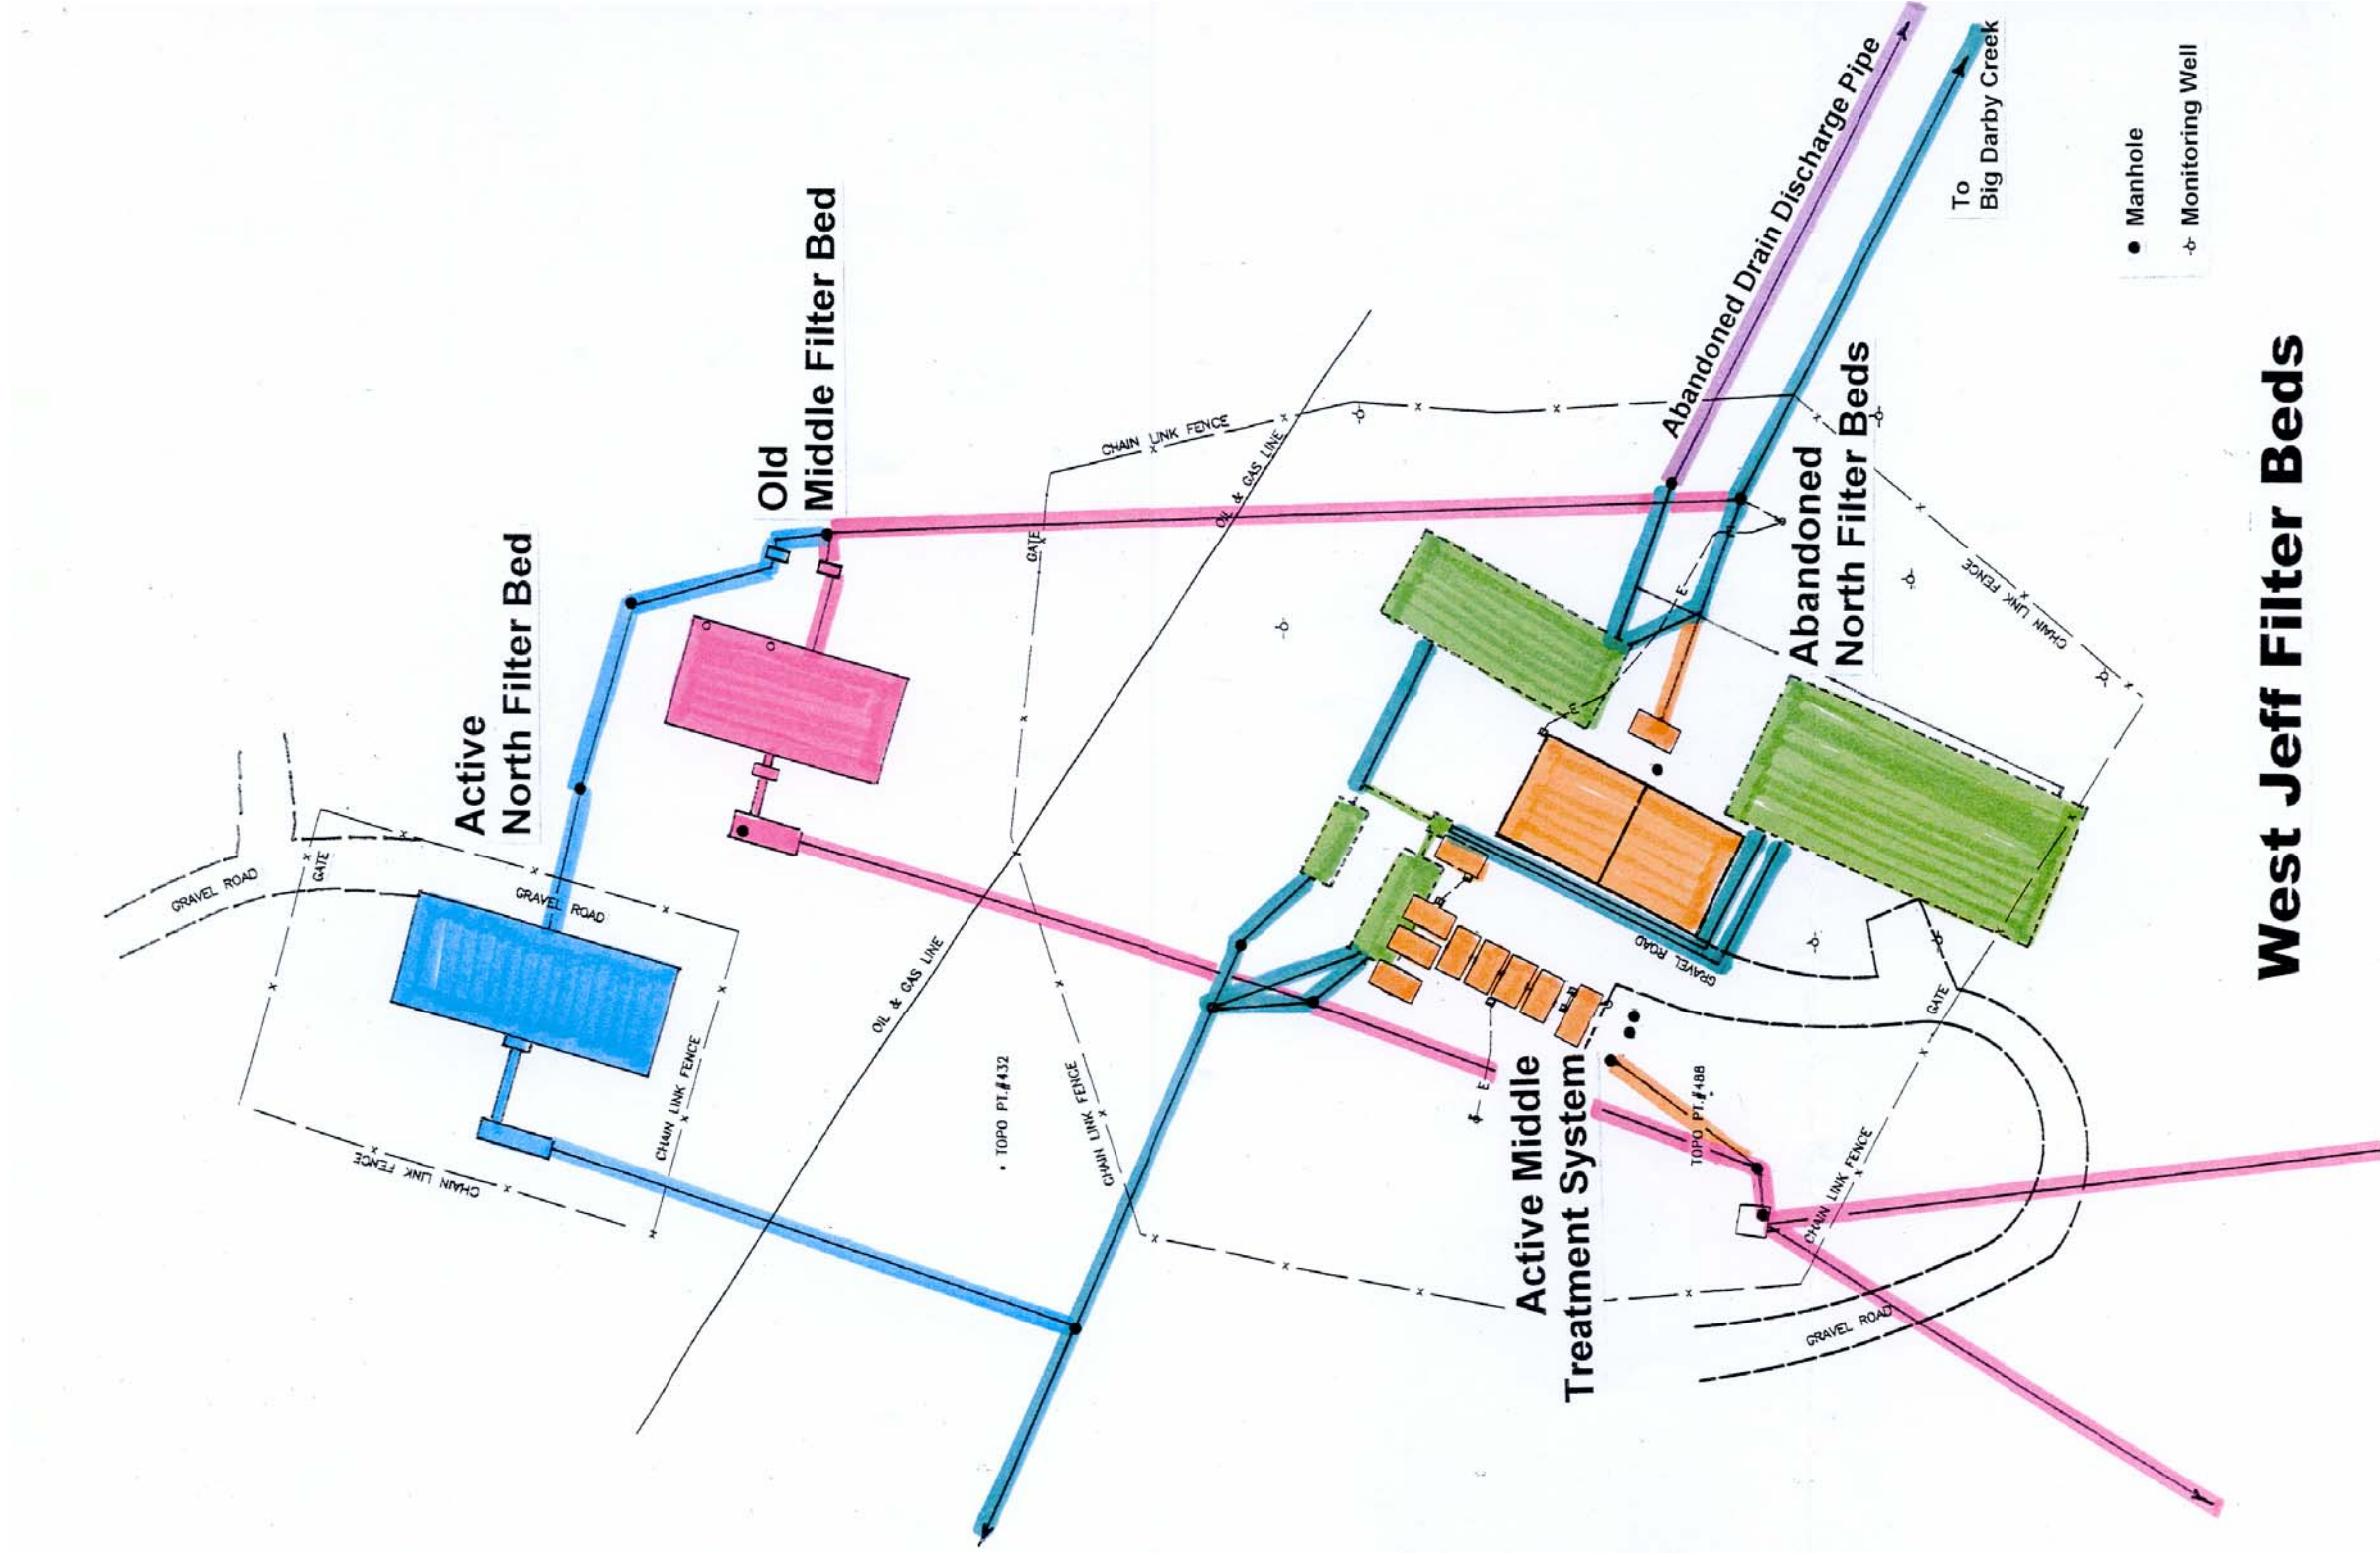 West Jeff Filter Beds
Active
North Filter Bed
Old
Middle Filter Bed
Abandoned Drain Discharge Pipe
To
Big Darby Creek
Manhole
Monitoring Well
Abandoned
North Filter Beds
Active Middle
Treatment System
GRAVEL ROAD
GATE
GRAVEL ROAD
CHAIN LINK FENCE
CHAIN LINK FENCE
OIL & GAS LINE
OIL & GAS LINE
CHAIN LINK FENCE
GATE
TOPO PT.#432
CHAIN LINK FENCE
CHAIN LINK FENCE
GRAVEL ROAD
GATE
TOPO PT.#488
CHAIN LINK FENCE
GRAVEL ROAD
E
E
E